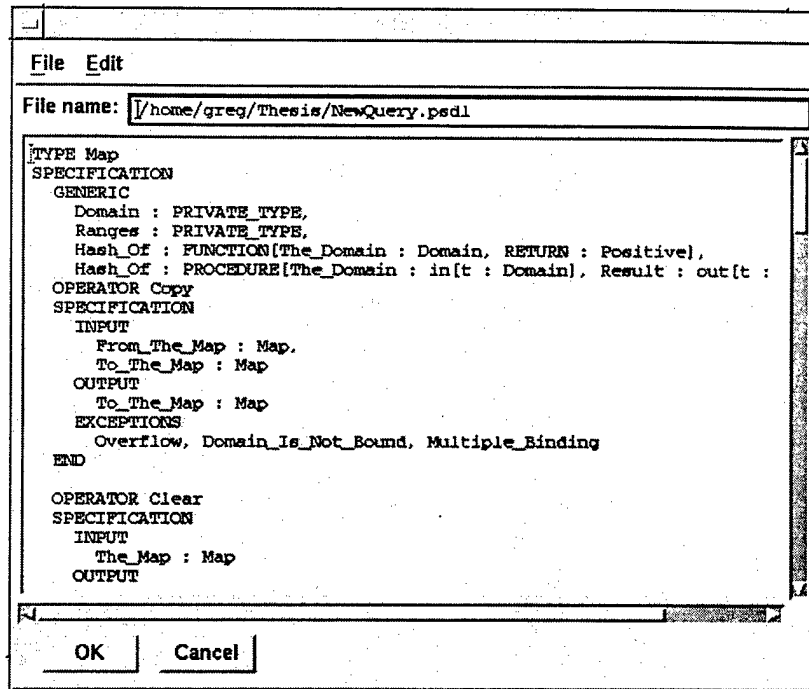 File Edit
File name: /home/greg/Thesis/NewQuery.psdl
TYPE Map
SPECIFICATION
GENERIC
Domain : PRIVATE_TYPE,
Ranges : PRIVATE_TYPE,
Hash_Of : FUNCTION[The_Domain : Domain, RETURN : Positive],
Hash_Of : PROCEDURE[The_Domain : in[t : Domain], Result : out[t :
OPERATOR Copy
SPECIFICATION
INPUT
From_The_Map : Map,
To_The_Map : Map
OUTPUT
To_The_Map : Map
EXCEPTIONS
Overflow, Domain_Is_Not_Bound, Multiple_Binding
END
OPERATOR Clear
SPECIFICATION
INPUT
The_Map : Map
OUTPUT
OK Cancel